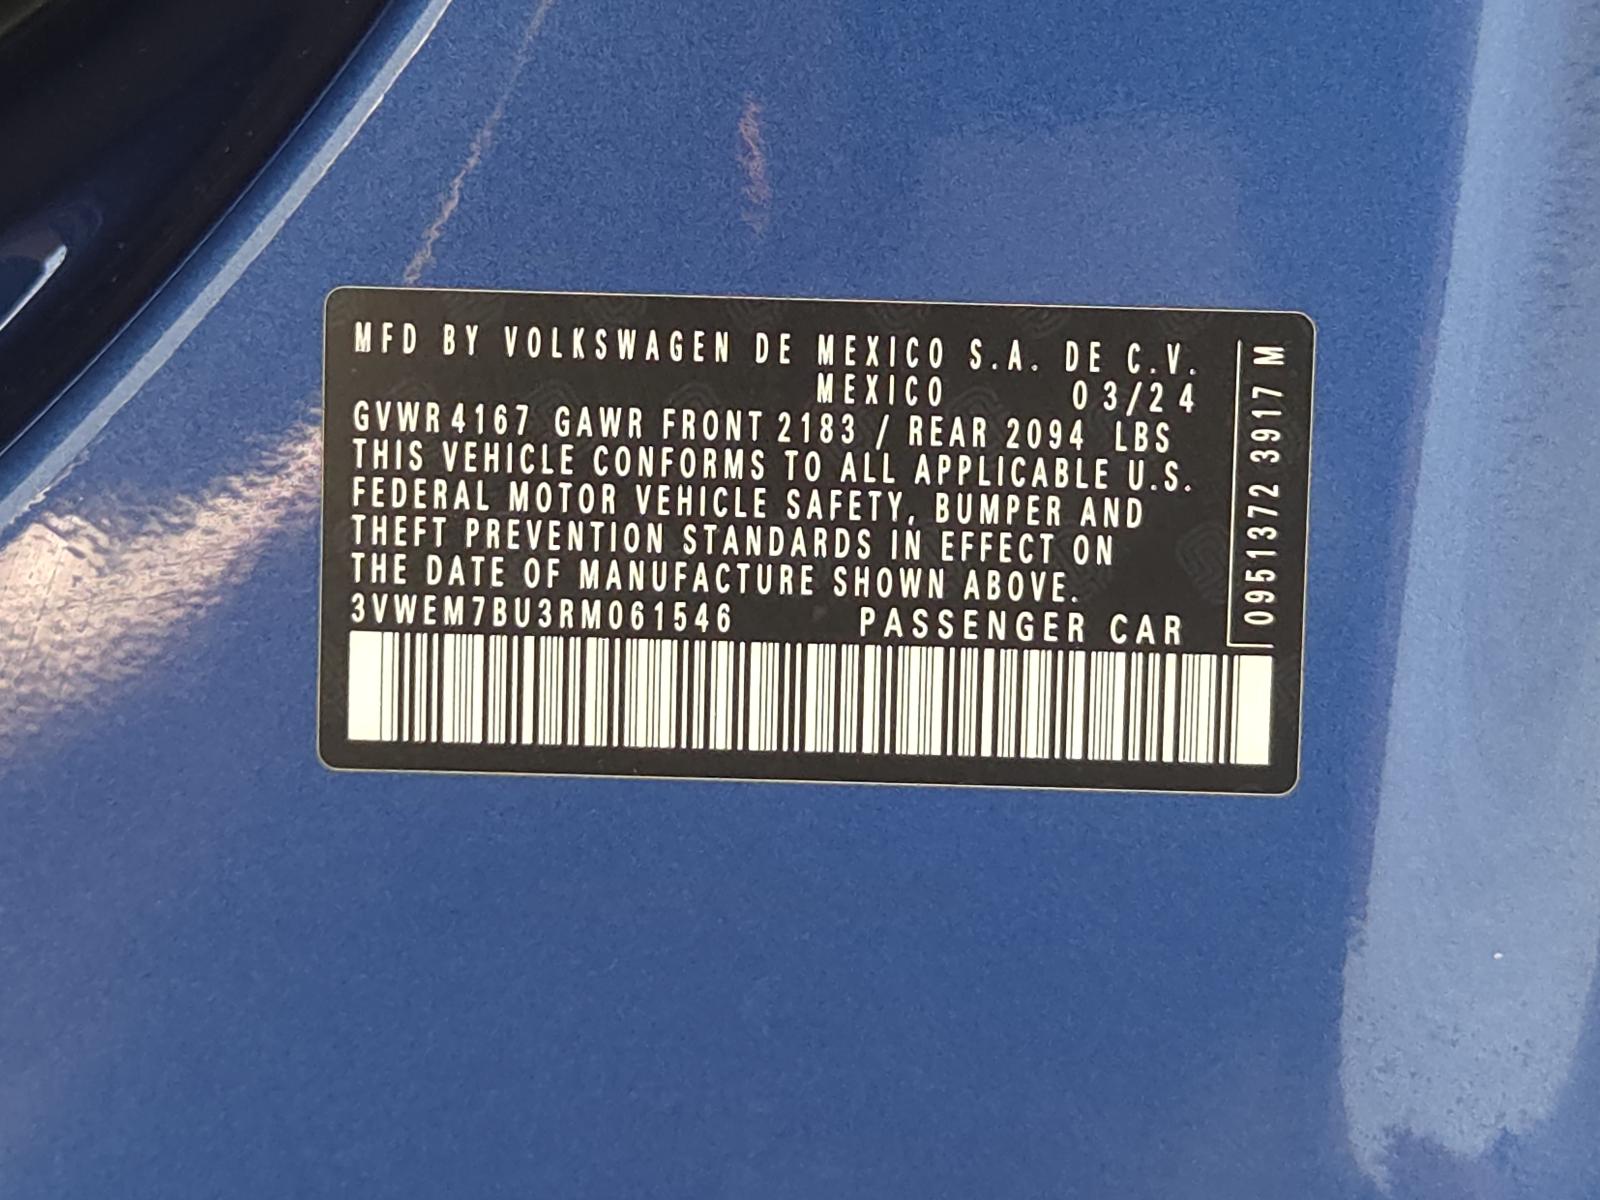 MFD BY VOLKSWAGEN DE MEXICO S.A. DE C.V.
MEXICO 03/24
GVWR 4167 GAWR FRONT 2183 / REAR 2094 LBS
THIS VEHICLE CONFORMS TO ALL APPLICABLE U.S.
FEDERAL MOTOR VEHICLE SAFETY, BUMPER AND
THEFT PREVENTION STANDARDS IN EFFECT ON
THE DATE OF MANUFACTURE SHOWN ABOVE.
3VWEM7BU3RM061546 PASSENGER CAR
0951372 3917 M